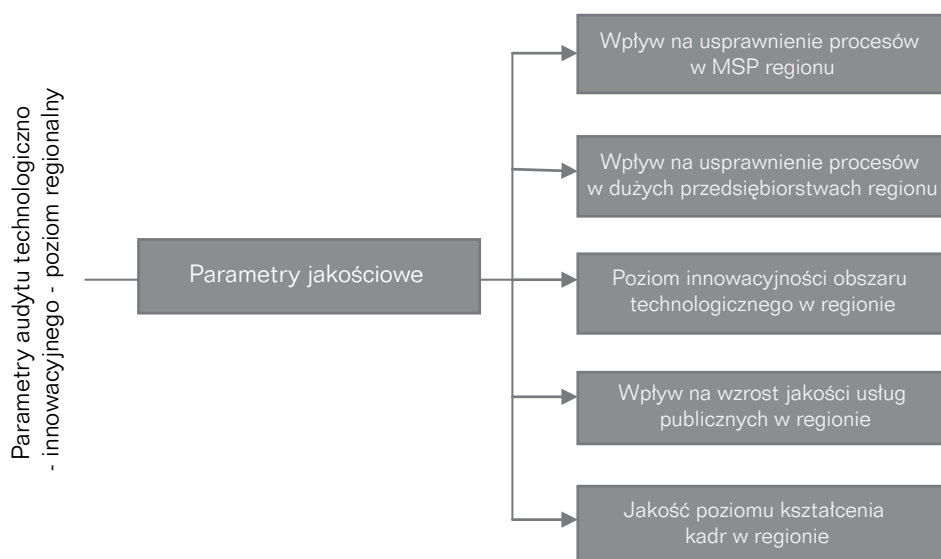 Parametry audytu technologiczno
- innowacyjnego - poziom regionalny
Parametry jakościowe
Wpływ na usprawnienie procesów
w MSP regionu
Wpływ na usprawnienie procesów
w dużych przedsiębiorstwach regionu
Poziom innowacyjności obszaru
technologicznego w regionie
Wpływ na wzrost jakości usług
publicznych w regionie
Jakość poziomu kształcenia
kadr w regionie